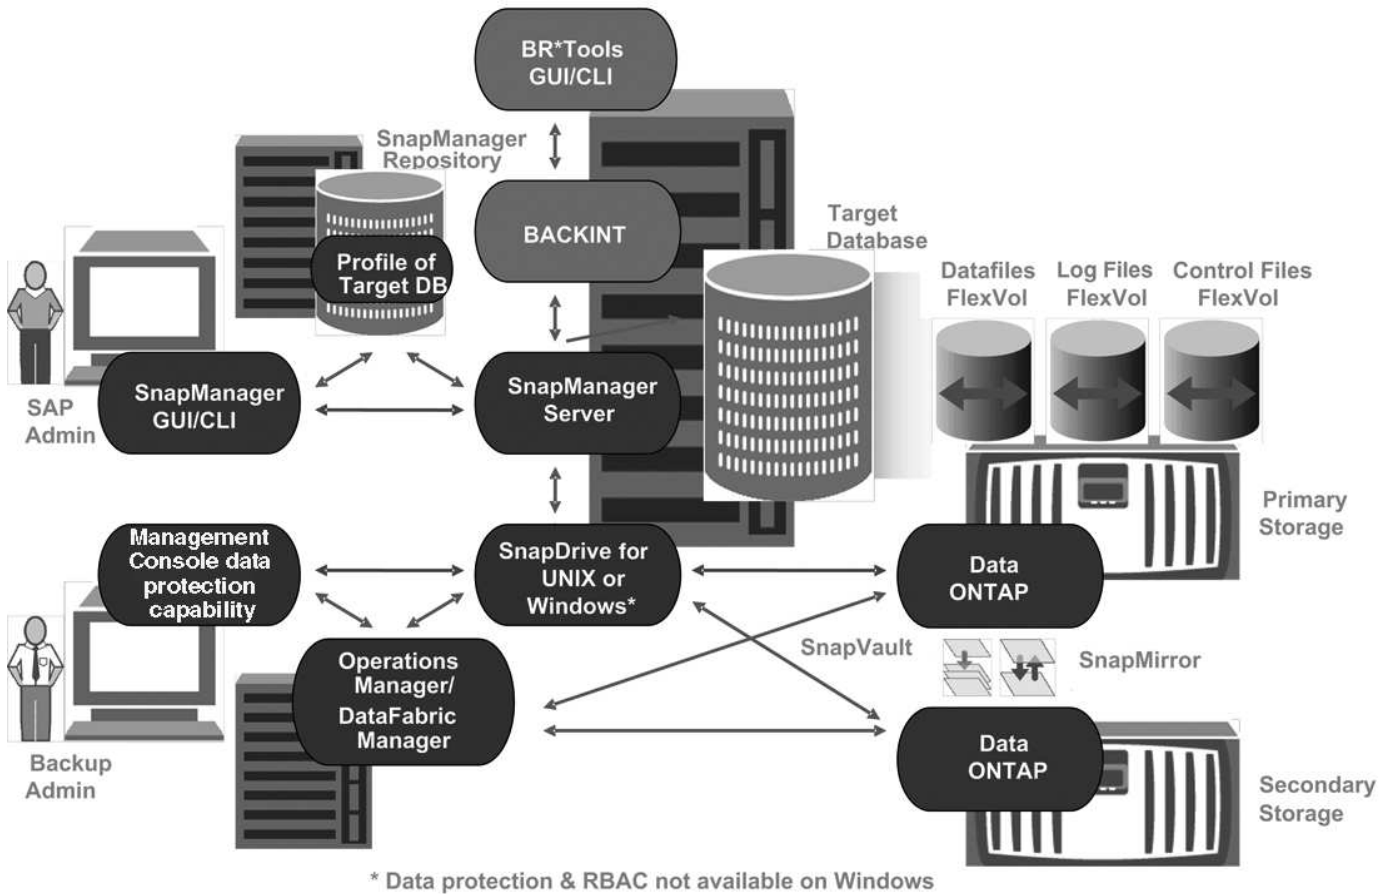 BR*Tools
GUI/CLI
SnapManager
Repository
BACKINT
Target
Database
Profile of
Target DB
Datafiles
FlexVol
Log Files
FlexVol
Control Files
FlexVol
SAP
Admin
SnapManager
GUI/CLI
SnapManager
Server
Primary
Storage
Management
Console data
protection
capability
SnapDrive for
UNIX or
Windows*
Data
ONTAP
SnapVault
SnapMirror
Operations
Manager/
DataFabric
Manager
Data
ONTAP
Backup
Admin
Secondary
Storage
* Data protection & RBAC not available on Windows